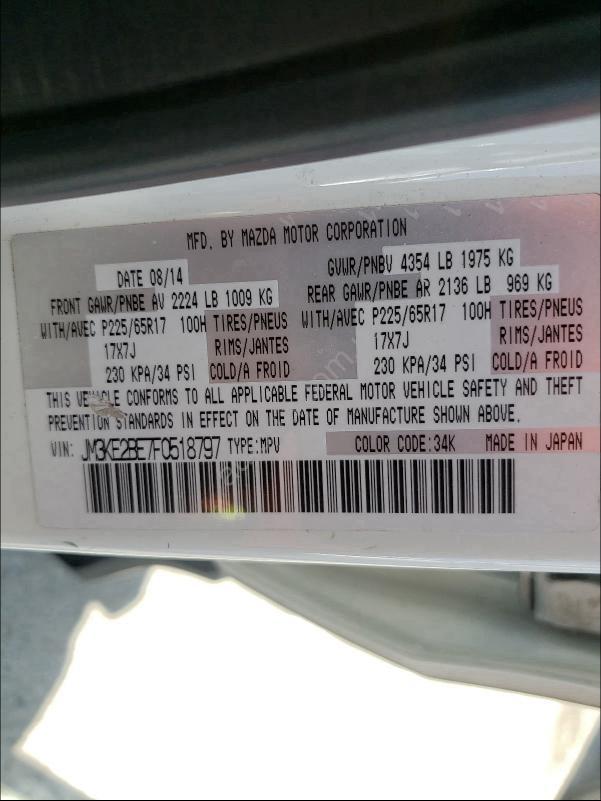 MFD. BY MAZDA MOTOR CORPORATION
DATE 08/14 GVWR/PNBV 4354 LB 1975 KG
FRONT GAWR/PNBE AV 2224 LB 1009 KG REAR GAWR/PNBE AR 2136 LB 969 KG
WITH/AVEC P225/65R17 100H TIRES/PNEUS WITH/AVEC P225/65R17 100H TIRES/PNEUS
17X7J RIMS/JANTES 17X7J RIMS/JANTES
230 KPA/34 PSI COLD/A FROID 230 KPA/34 PSI COLD/A FROID
THIS VEHICLE CONFORMS TO ALL APPLICABLE FEDERAL MOTOR VEHICLE SAFETY AND THEFT
PREVENTION STANDARDS IN EFFECT ON THE DATE OF MANUFACTURE SHOWN ABOVE.
VIN: JM3KE2BE7F0518797 TYPE:MPV COLOR CODE:34K MADE IN JAPAN